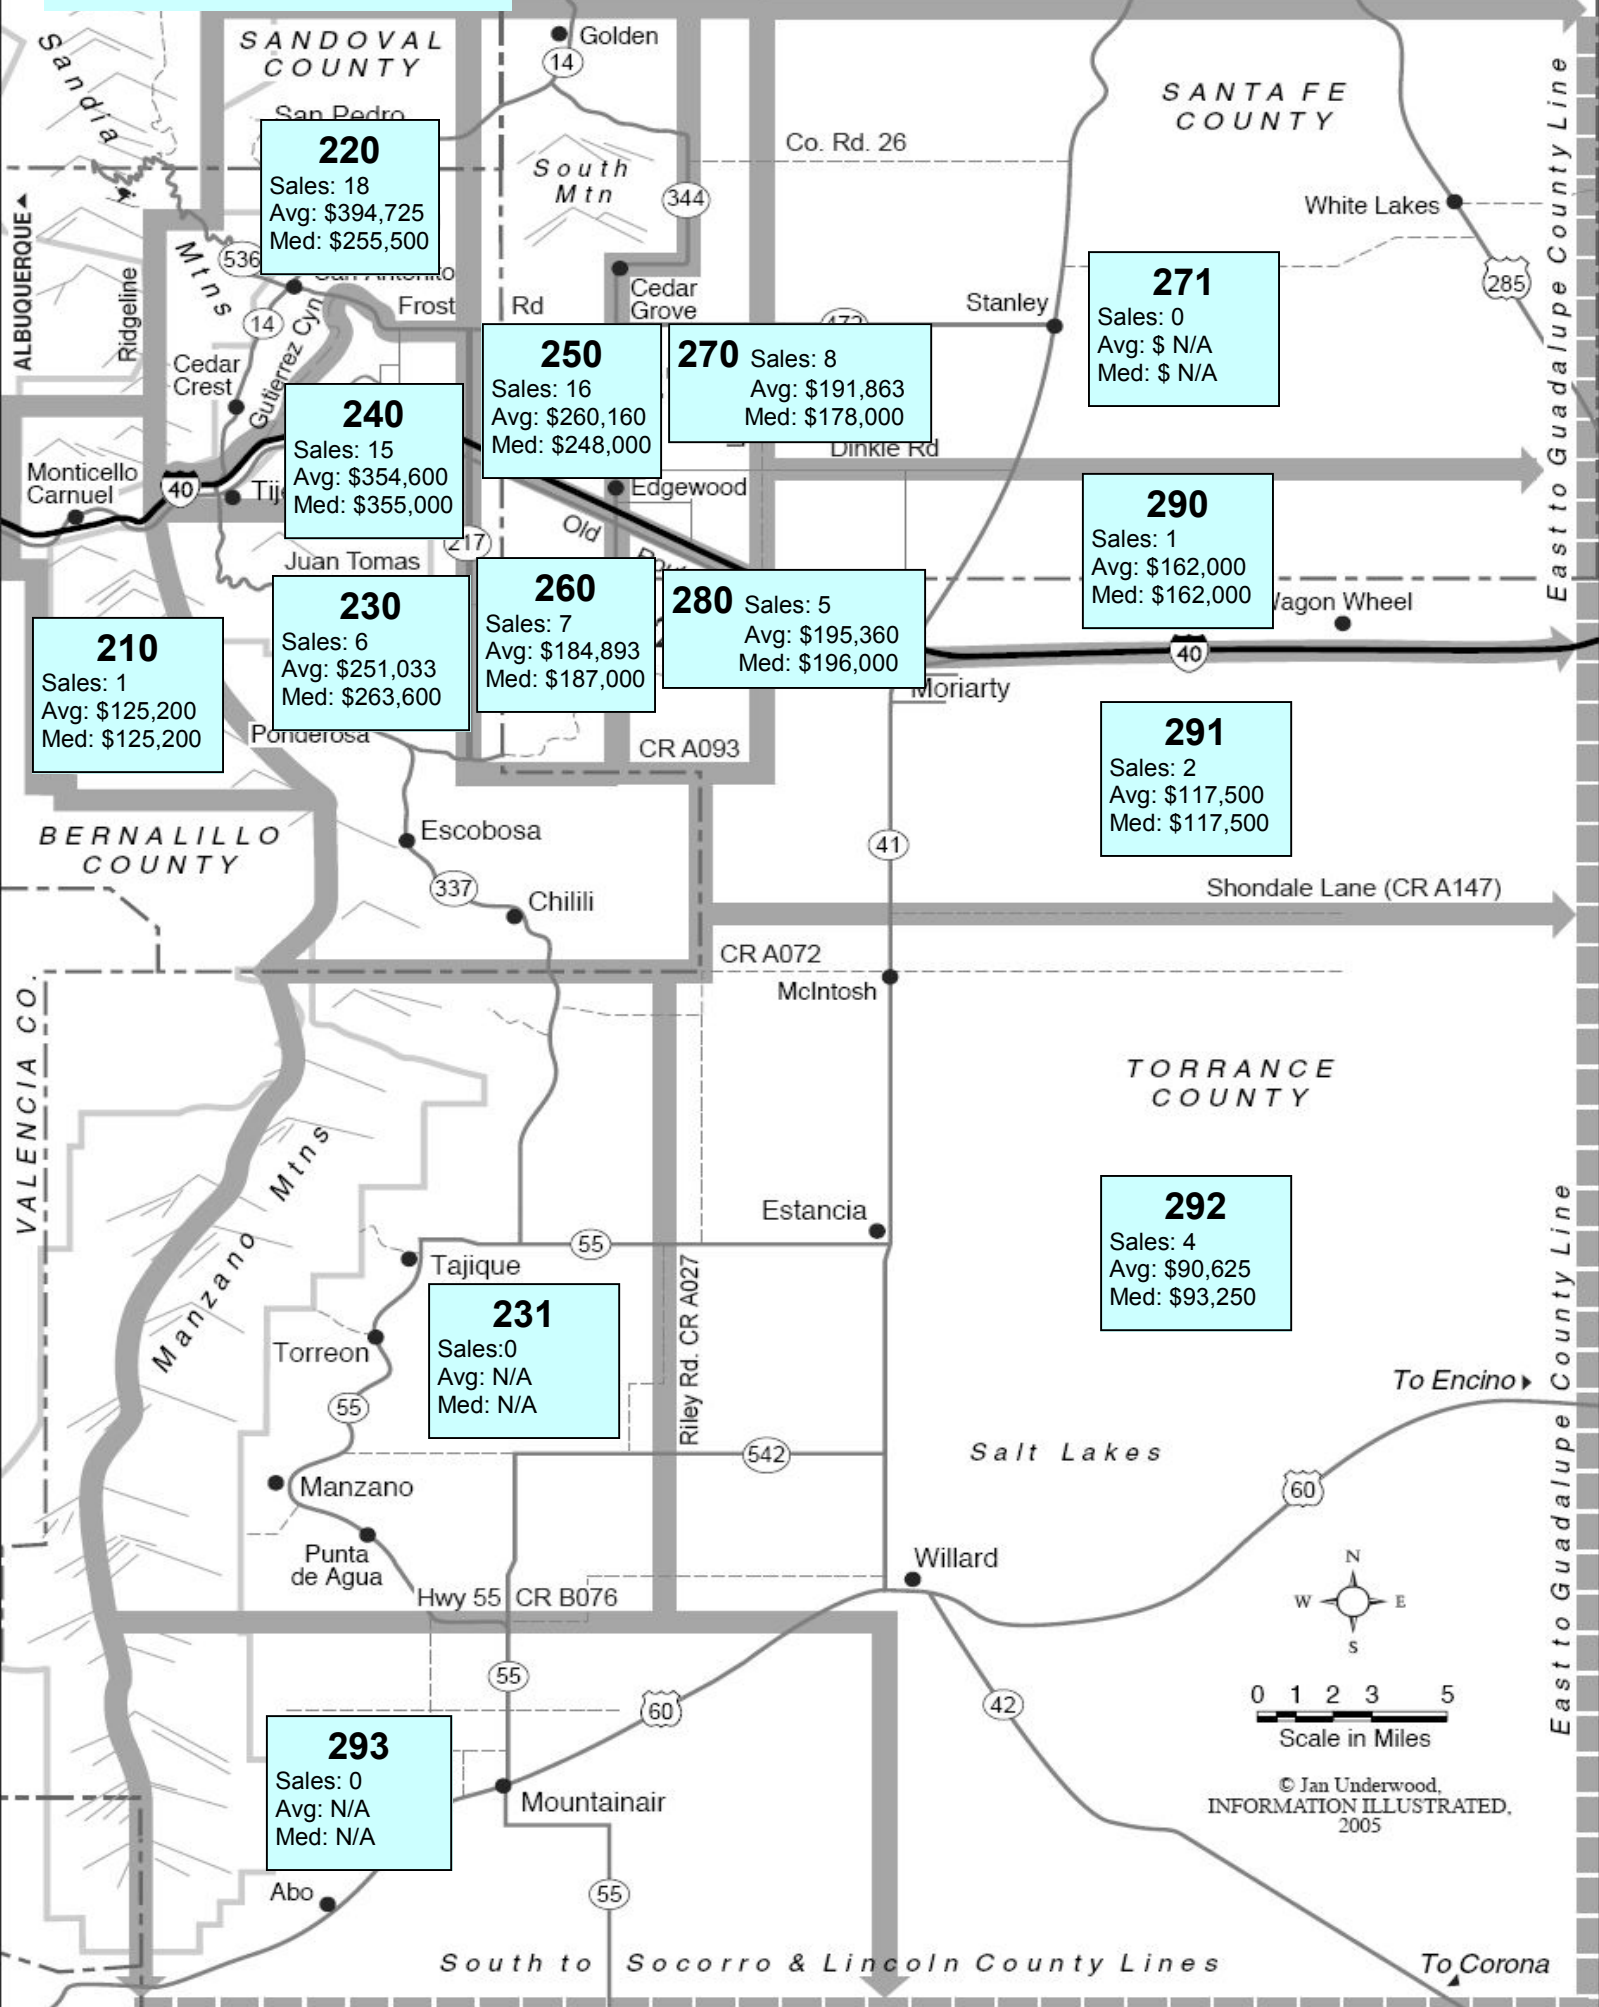 SANDOVAL
COUNTY
Golden
14
Sandia
Mtns
San Pedro
220
Sales: 18
Avg: $394,725
Med: $255,500
South
Mtn
344
Co. Rd. 26
SANTA FE
COUNTY
White Lakes
285
East to Guadalupe County Line
ALBUQUERQUE
Ridgeline
536
San Antonito
14
Frost
Rd
Cedar
Grove
472
Stanley
271
Sales: 0
Avg: $ N/A
Med: $ N/A
Cedar
Crest
Gutierrez Cyn
240
Sales: 15
Avg: $354,600
Med: $355,000
250
Sales: 16
Avg: $260,160
Med: $248,000
270 Sales: 8
Avg: $191,863
Med: $178,000
Dinkle Rd
Monticello
Carnuel
40
Edgewood
Old
217
Juan Tomas
290
Sales: 1
Avg: $162,000
Med: $162,000
Wagon Wheel
40
210
Sales: 1
Avg: $125,200
Med: $125,200
230
Sales: 6
Avg: $251,033
Med: $263,600
260
Sales: 7
Avg: $184,893
Med: $187,000
280 Sales: 5
Avg: $195,360
Med: $196,000
Moriarty
Ponderosa
CR A093
291
Sales: 2
Avg: $117,500
Med: $117,500
BERNALILLO
COUNTY
Escobosa
41
337
Chilili
Shondale Lane (CR A147)
CR A072
McIntosh
VALENCIA CO.
TORRANCE
COUNTY
Manzano Mtns
Estancia
55
Tajique
292
Sales: 4
Avg: $90,625
Med: $93,250
East to Guadalupe County Line
231
Sales:0
Avg: N/A
Med: N/A
Riley Rd. CR A027
Torreon
55
To Encino
542
Salt Lakes
60
Manzano
Punta
de Agua
Willard
Hwy 55
CR B076
N
W E
S
55
60
42
0 1 2 3 5
Scale in Miles
293
Sales: 0
Avg: N/A
Med: N/A
Mountainair
© Jan Underwood,
INFORMATION ILLUSTRATED,
2005
Abo
55
South to Socorro & Lincoln County Lines
To Corona